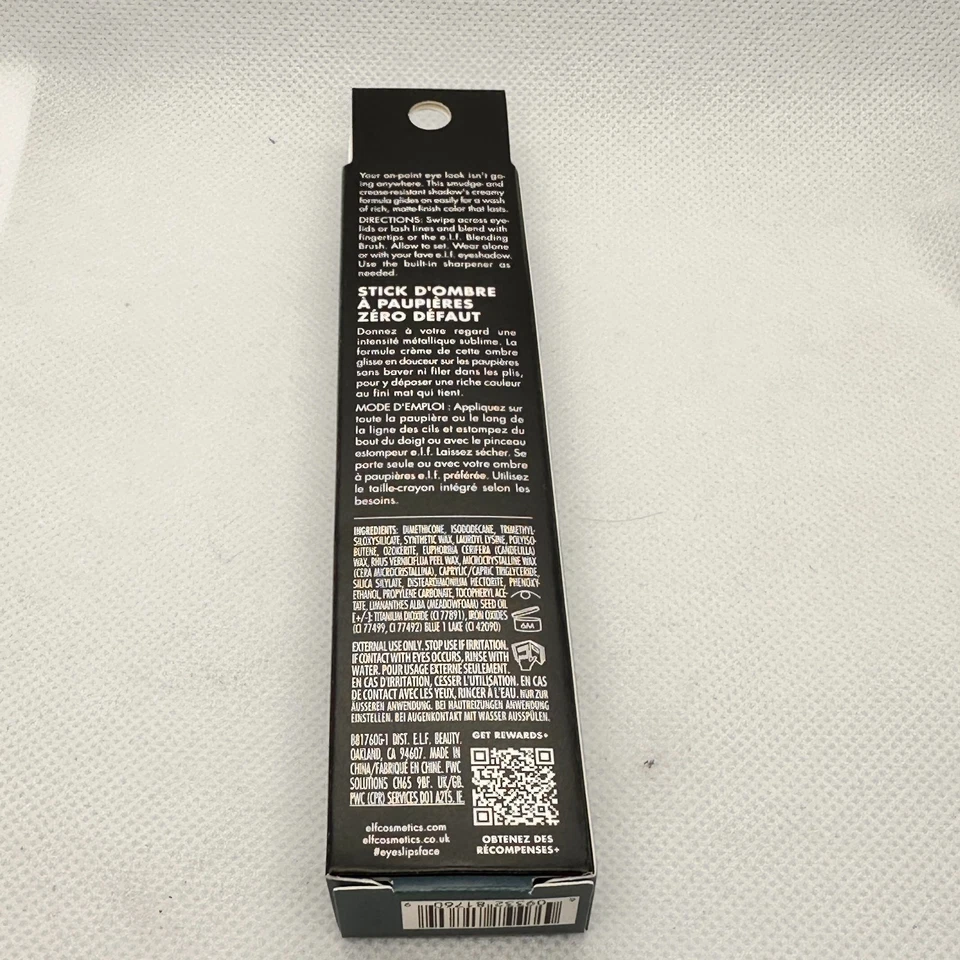 Your on-point eye look isn't go-
ing anywhere. This smudge- and
crease-resistant shadow's creamy
formula glides on easily for a wash
of rich, matte-finish color that lasts.
DIRECTIONS: Swipe across eye-
lids or lash lines and blend with
fingertips or the e.l.f. Blending
Brush. Allow to set. Wear alone
or with your fave e.l.f. eyeshadow.
Use the built-in sharpener as
needed.
STICK D'OMBRE
À PAUPIÈRES
ZÉRO DÉFAUT
Donnez à votre regard une
intensité métallique sublime. La
formule crème de cette ombre
glisse en douceur sur les paupières
sans baver ni filer dans les plis,
pour y déposer une riche couleur
au fini mat qui tient.
MODE D'EMPLOI : Appliquez sur
toute la paupière ou le long de
la ligne des cils et estompez du
bout du doigt ou avec le pinceau
estompeur e.l.f. Laissez sécher. Se
porte seule ou avec votre ombre
à paupières e.l.f. préférée. Utilisez
le taille-crayon intégré selon les
besoins.
INGREDIENTS: DIMETHICONE, ISODODECANE, TRIMETHYL-
SILOXYSILICATE, SYNTHETIC WAX, LAUROYL LYSINE, POLYISO-
BUTENE, OZOKERITE, EUPHORBIA CERIFERA (CANDELILLA)
WAX, RHUS VERNICIFLUA PEEL WAX, MICROCRYSTALLINE WAX
(CERA MICROCRISTALLINA), CAPRYLIC/CAPRIC TRIGLYCERIDE,
SILICA SILYLATE, DISTEARDIMONIUM HECTORITE, PHENOXY-
ETHANOL, PROPYLENE CARBONATE, TOCOPHERYL ACE-
TATE, LIMNANTHES ALBA (MEADOWFOAM) SEED OIL
[+/-]: TITANIUM DIOXIDE (CI 77891), IRON OXIDES
(CI 77499, CI 77492) BLUE 1 LAKE (CI 42090)
6M
EXTERNAL USE ONLY. STOP USE IF IRRITATION.
IF CONTACT WITH EYES OCCURS, RINSE WITH
WATER. POUR USAGE EXTERNE SEULEMENT.
EN CAS D'IRRITATION, CESSER L'UTILISATION. EN CAS
DE CONTACT AVEC LES YEUX, RINCER À L'EAU. NUR ZUR
ÄUSSEREN ANWENDUNG. BEI HAUTREIZUNGEN ANWENDUNG
EINSTELLEN. BEI AUGENKONTAKT MIT WASSER AUSSPÜLEN.
B81760G-1 DIST. E.L.F. BEAUTY.
OAKLAND, CA 94607. MADE IN
CHINA/FABRIQUÉ EN CHINE. PWC
SOLUTIONS CH65 9BF. UK/GB.
PWC (CPR) SERVICES D01 A2T5. IE.
GET REWARDS+
OBTENEZ DES
RÉCOMPENSES+
elfcosmetics.com
elfcosmetics.co.uk
#eyeslipsface
6 09332 81760 9